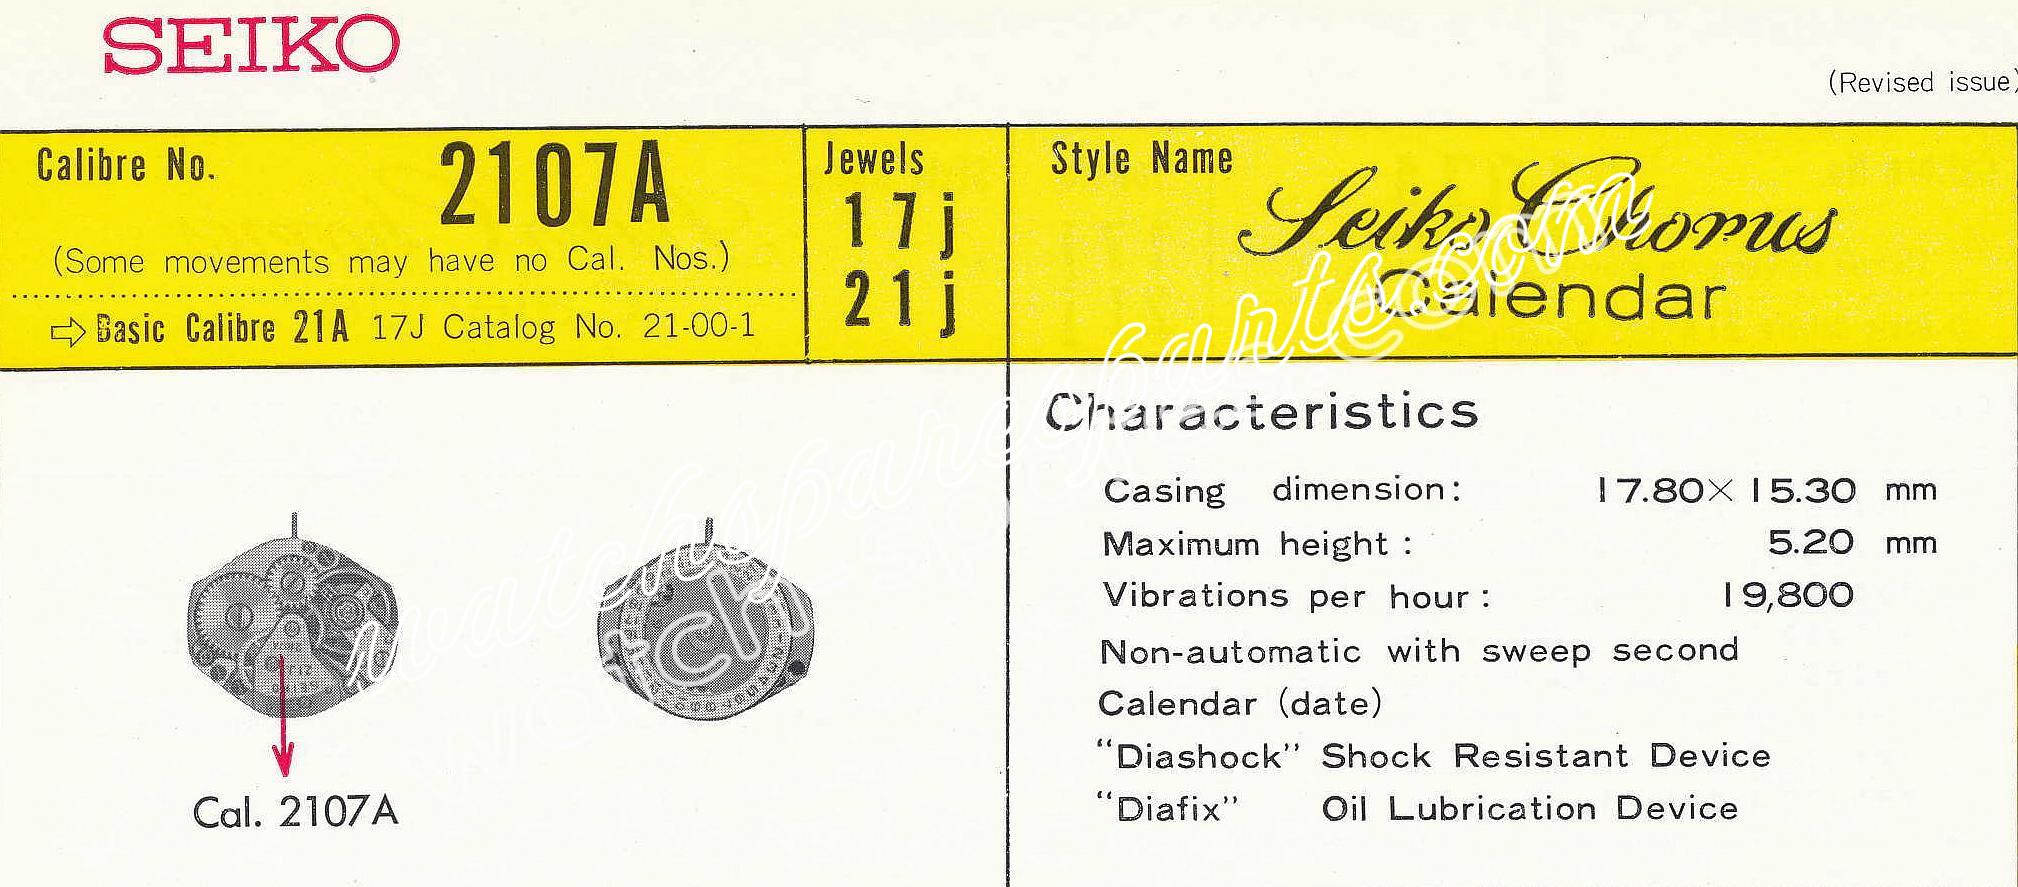 SEIKO
(Revised issue)
Calibre No. 2107A
(Some movements may have no Cal. Nos.)
Basic Calibre 21A 17J Catalog No. 21-00-1
Jewels
17j
21j
Style Name
Seiko Chorus
Calendar
Characteristics
Casing dimension: 17.80×15.30 mm
Maximum height: 5.20 mm
Vibrations per hour: 19,800
Non-automatic with sweep second
Calendar (date)
"Diashock" Shock Resistant Device
"Diafix" Oil Lubrication Device
Cal. 2107A
watchsparesparts.com